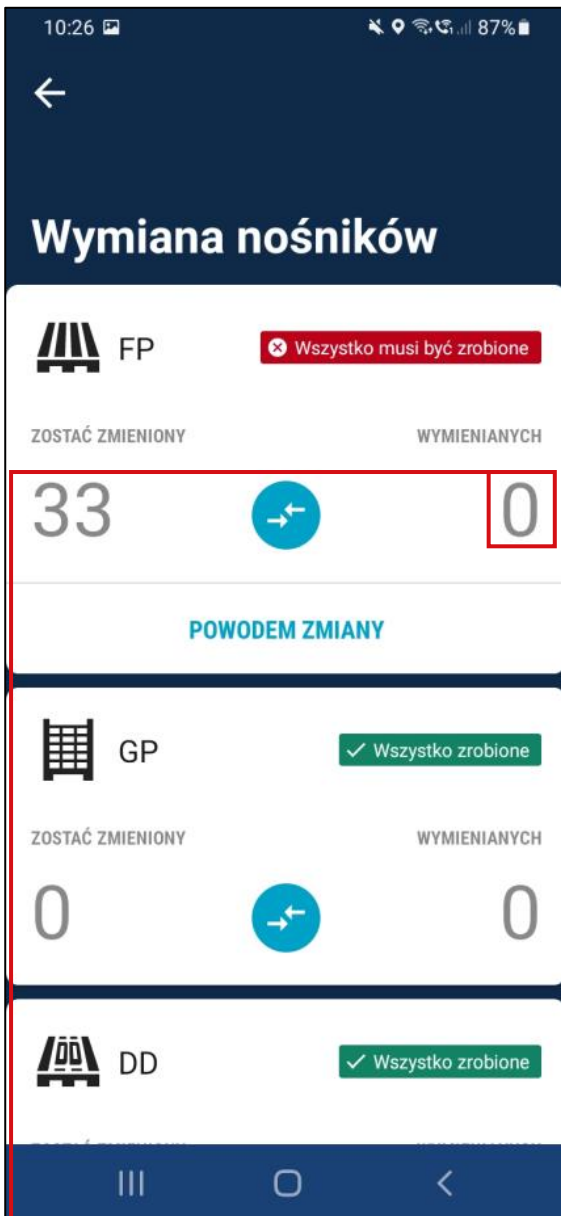 10:26 87%
Wymiana nośników
FP Wszystko musi być zrobione
ZOSTAĆ ZMIENIONY WYMIENIANYCH
33 0
POWODEM ZMIANY
GP Wszystko zrobione
ZOSTAĆ ZMIENIONY WYMIENIANYCH
0 0
DD Wszystko zrobione